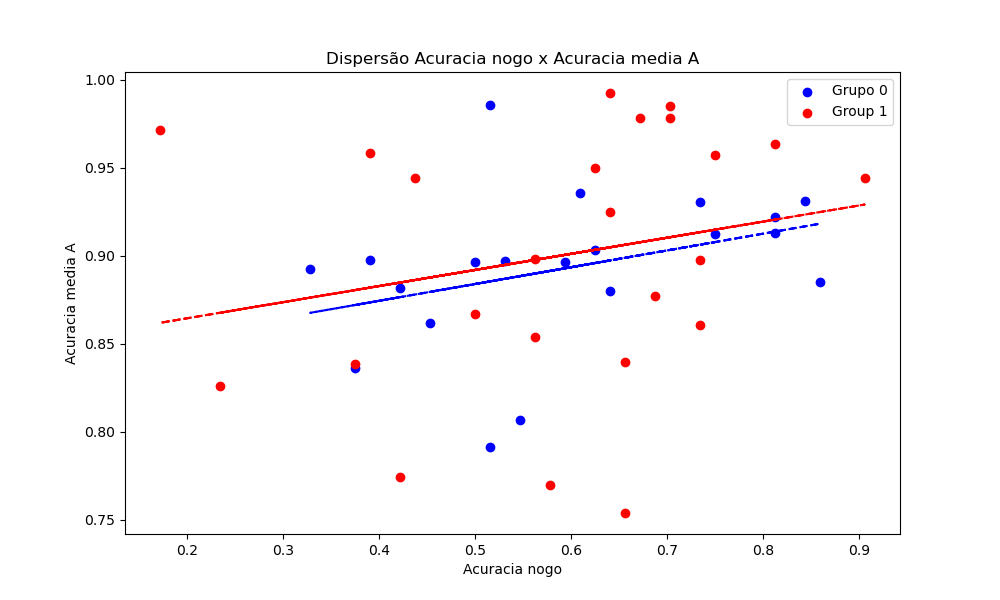 Dispersão Acuracia nogo x Acuracia media A
Grupo 0
Group 1
Acuracia media A
1.00
0.95
0.90
0.85
0.80
0.75
0.2 0.3 0.4 0.5 0.6 0.7 0.8 0.9
Acuracia nogo